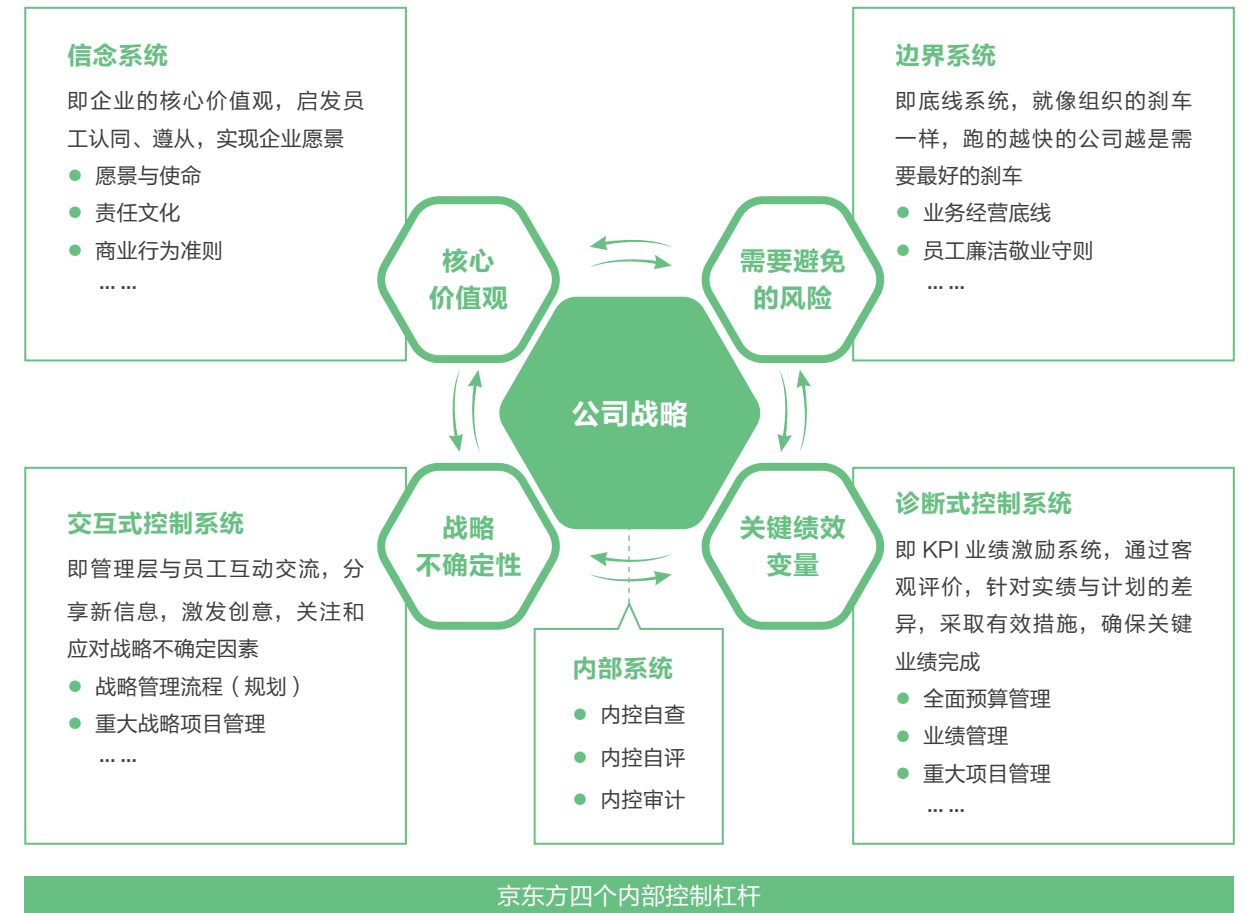 信念系统
即企业的核心价值观，启发员
工认同、遵从，实现企业愿景
愿景与使命
责任文化
商业行为准则
... ...
边界系统
即底线系统，就像组织的刹车
一样，跑的越快的公司越是需
要最好的刹车
业务经营底线
员工廉洁敬业守则
... ...
核心
价值观
需要避免
的风险
公司战略
战略
不确定性
关键绩效
变量
交互式控制系统
即管理层与员工互动交流，分
享新信息，激发创意，关注和
应对战略不确定因素
战略管理流程（规划）
重大战略项目管理
... ...
内部系统
内控自查
内控自评
内控审计
诊断式控制系统
即 KPI 业绩激励系统，通过客
观评价，针对实绩与计划的差
异，采取有效措施，确保关键
业绩完成
全面预算管理
业绩管理
重大项目管理
... ...
京东方四个内部控制杠杆